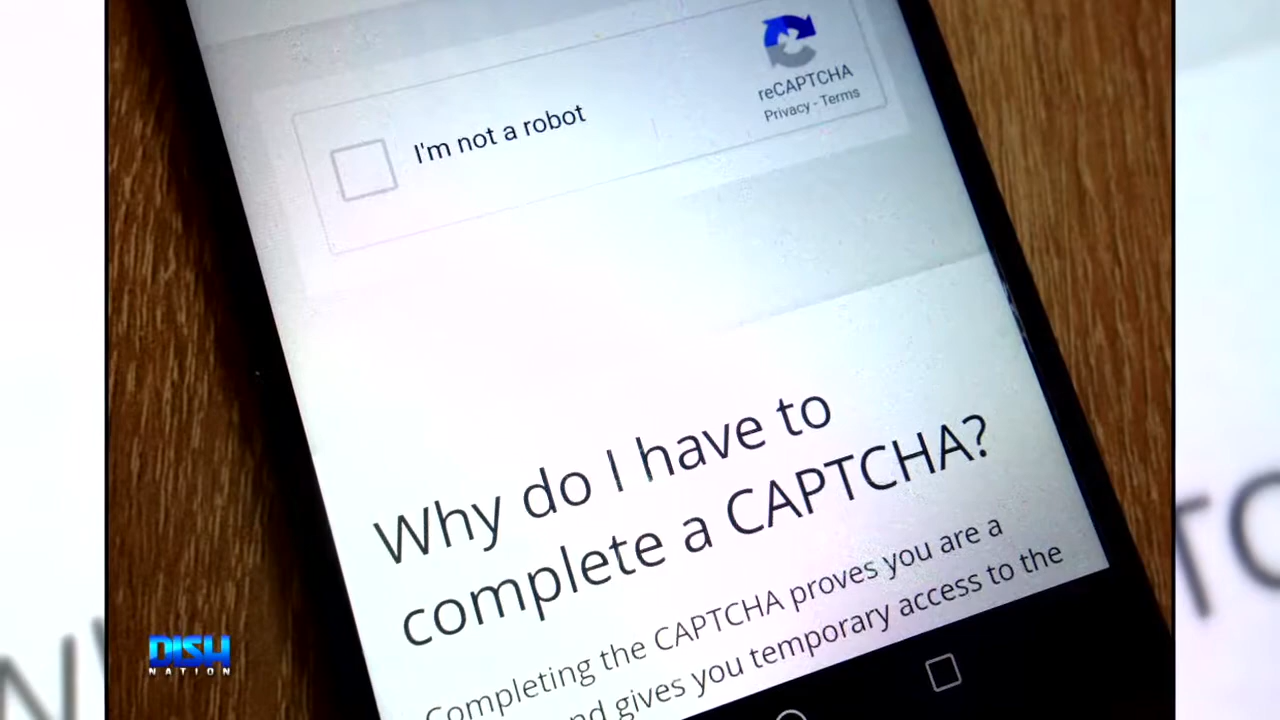 I'm not a robot
reCAPTCHA
Privacy - Terms
Why do I have to
complete a CAPTCHA?
Completing the CAPTCHA proves you are a
gives you temporary access to the
DISH
NATION